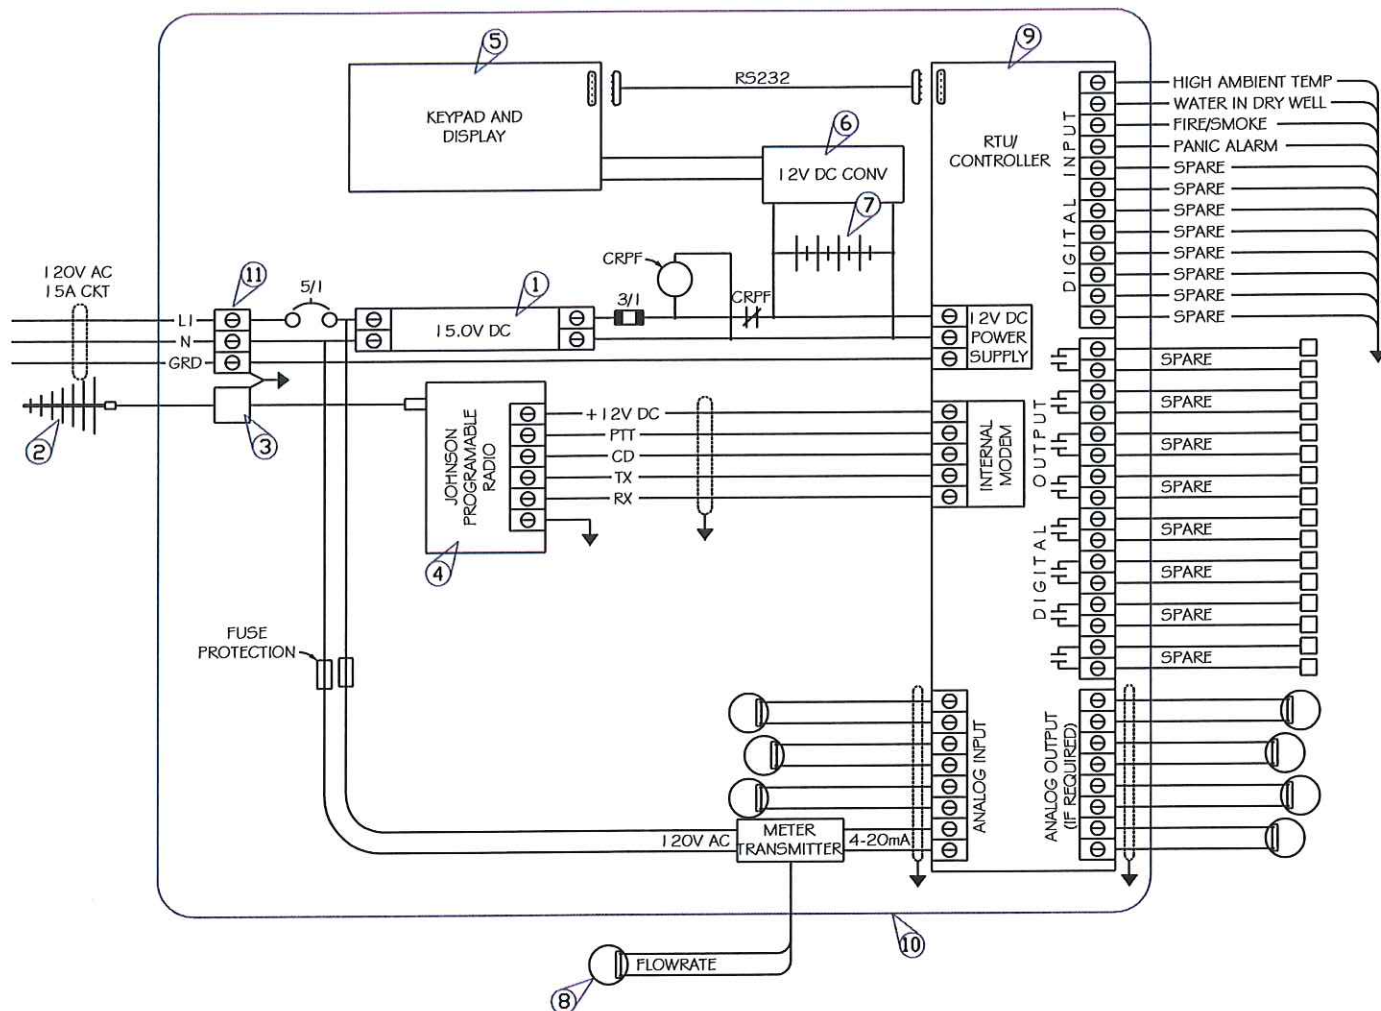 5
9
RS232
HIGH AMBIENT TEMP
WATER IN DRY WELL
FIRE/SMOKE
PANIC ALARM
SPARE
SPARE
SPARE
SPARE
SPARE
SPARE
SPARE
SPARE
KEYPAD AND
DISPLAY
6
12V DC CONV
RTU/
CONTROLLER
DIGITAL INPUT
7
120V AC
15A CKT
11
5/1
1
CRPF
3/1
CRPF
L1
N
GRD
15.0V DC
12V DC
POWER
SUPPLY
2
3
JOHNSON
PROGRAMABLE
RADIO
4
+12V DC
PTT
CD
TX
RX
INTERNAL
MODEM
DIGITAL OUTPUT
SPARE
SPARE
SPARE
SPARE
SPARE
SPARE
SPARE
SPARE
FUSE
PROTECTION
ANALOG INPUT
ANALOG OUTPUT
(IF REQUIRED)
120V AC
METER
TRANSMITTER
4-20mA
10
FLOWRATE
8